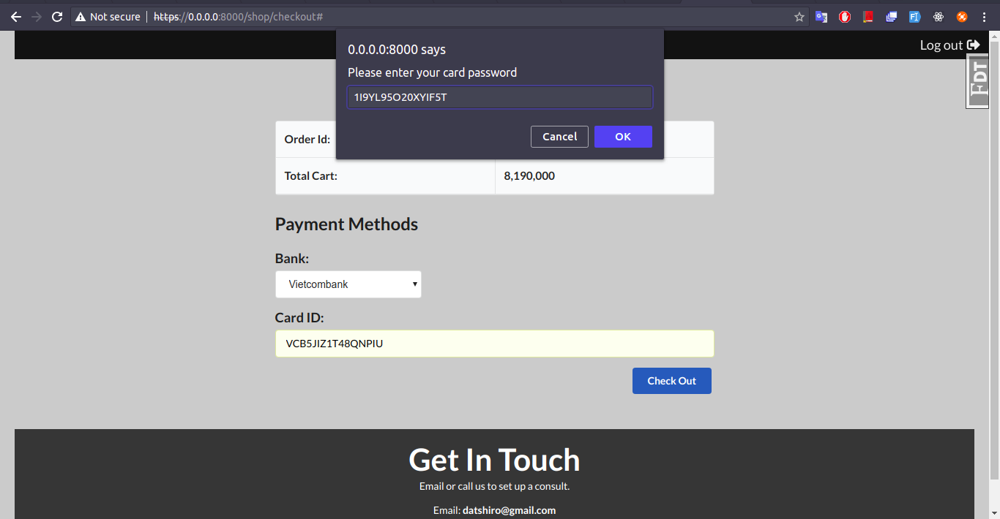 Not secure | https://0.0.0.0:8000/shop/checkout#
Log out
FDT
0.0.0.0:8000 says
Please enter your card password
1I9YL95O20XYIF5T
Cancel OK
Order Id:
Total Cart: 8,190,000
Payment Methods
Bank:
Vietcombank
Card ID:
VCB5JIZ1T48QNPIU
Check Out
Get In Touch
Email or call us to set up a consult.
Email: datshiro@gmail.com